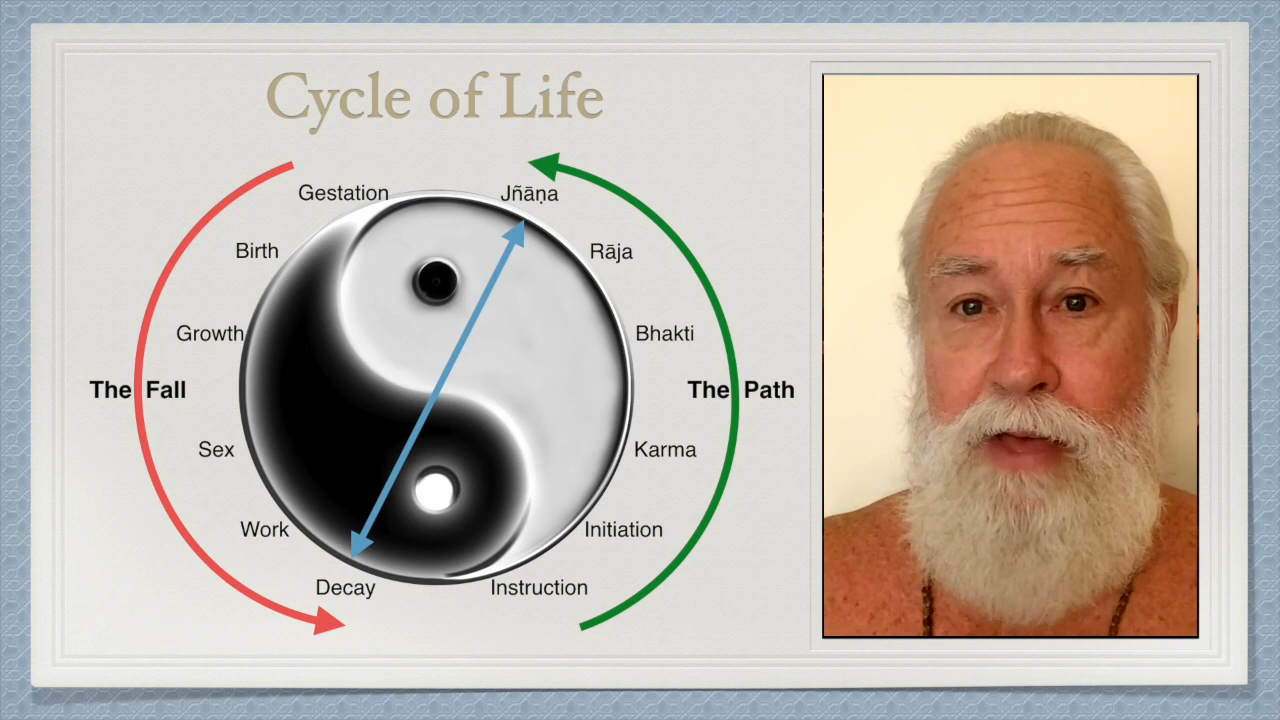 Cycle of Life
Gestation
Jñāṇa
Birth
Rāja
Growth
Bhakti
The Fall
The Path
Sex
Karma
Work
Initiation
Decay
Instruction